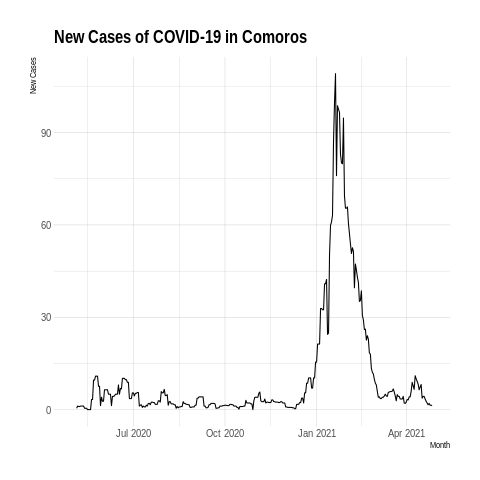 New Cases of COVID-19 in Comoros
New Cases
90
60
30
0
Jul 2020 Oct 2020 Jan 2021 Apr 2021
Month